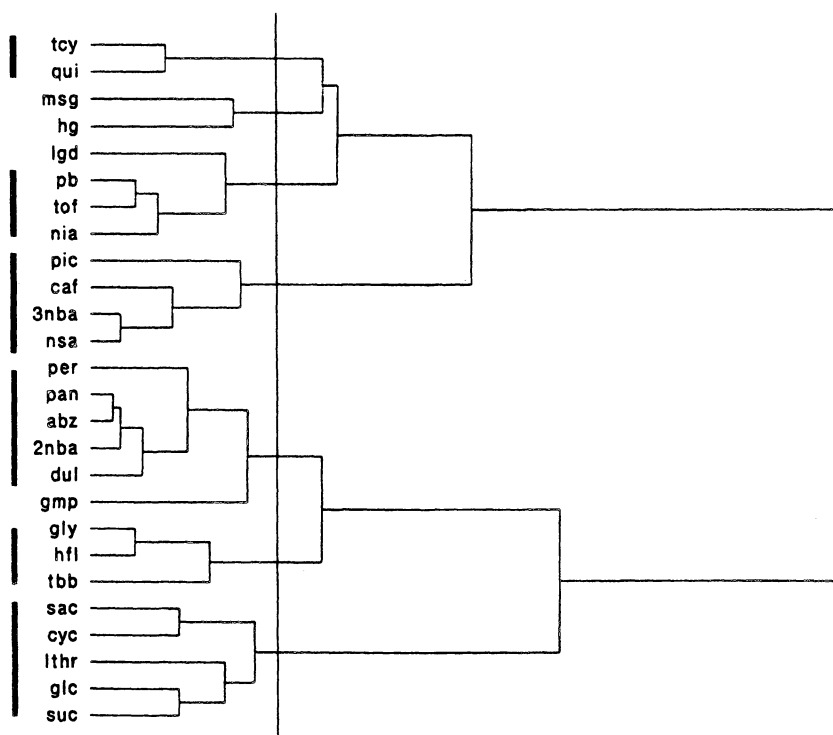 tcy
qui
msg
hg
lgd
pb
tof
nia
pic
caf
3nba
nsa
per
pan
abz
2nba
dul
gmp
gly
hfl
tbb
sac
cyc
lthr
glc
suc